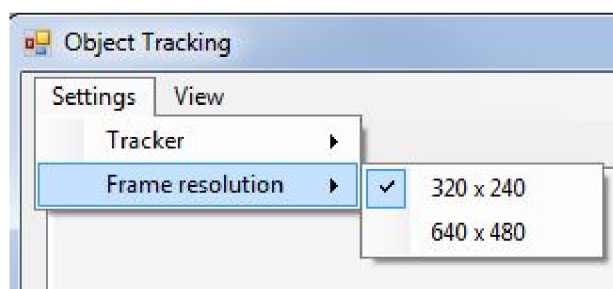 Object Tracking
Settings View
Tracker
Frame resolution
320 x 240
640 x 480